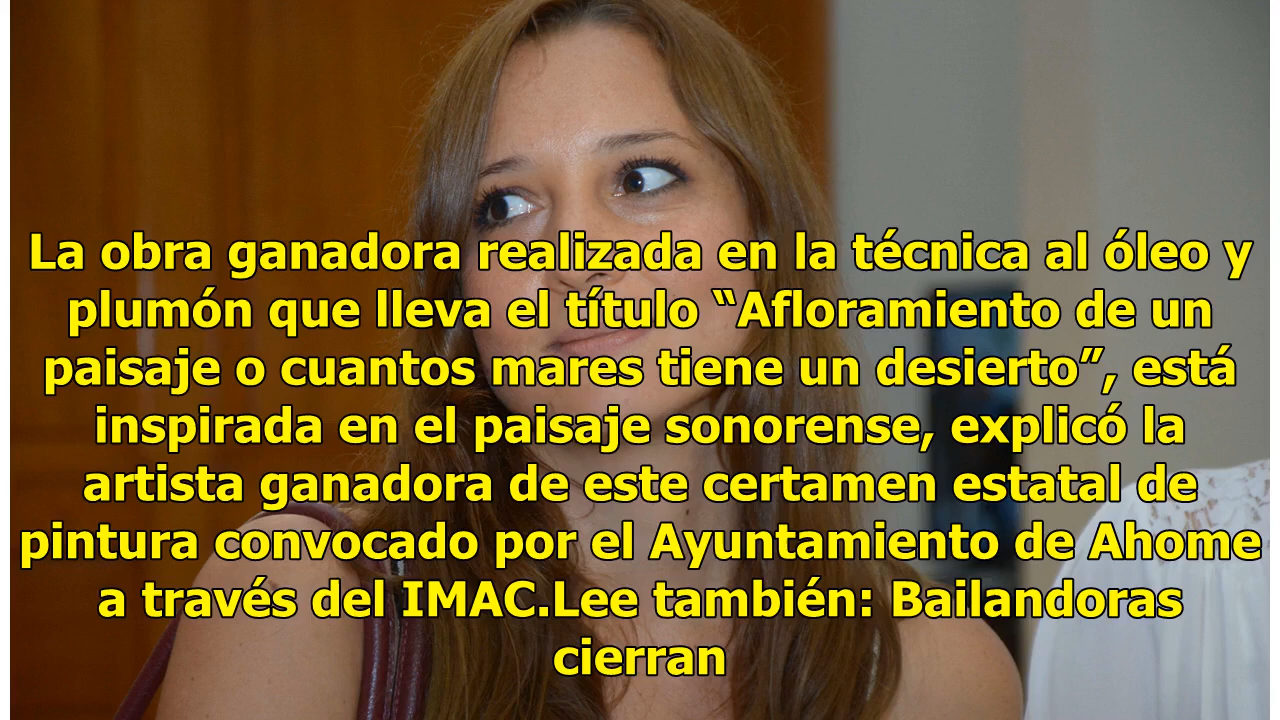 La obra ganadora realizada en la técnica al óleo y
plumón que lleva el título “Afloramiento de un
paisaje o cuantos mares tiene un desierto”, está
inspirada en el paisaje sonorense, explicó la
artista ganadora de este certamen estatal de
pintura convocado por el Ayuntamiento de Ahome
a través del IMAC.Lee también: Bailandoras
cierran